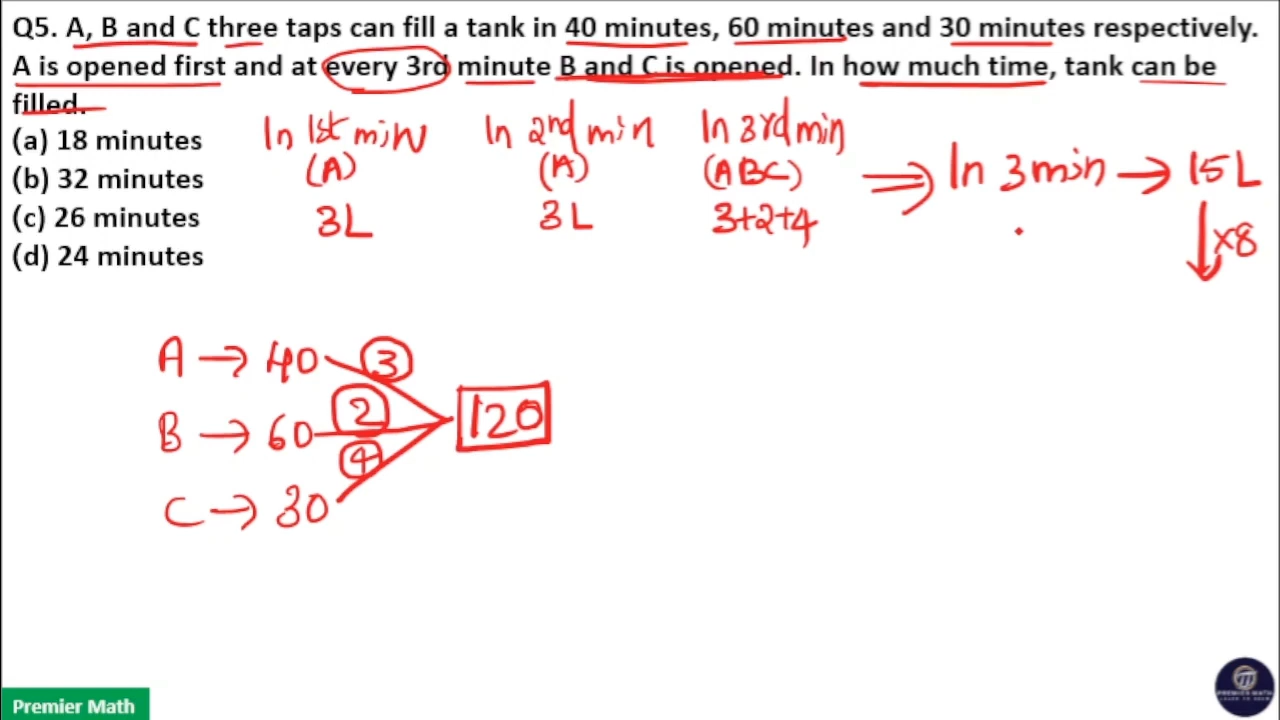 Q5. A, B and C three taps can fill a tank in 40 minutes, 60 minutes and 30 minutes respectively.
A is opened first and at every 3rd minute B and C is opened. In how much time, tank can be
filled.
(a) 18 minutes
(b) 32 minutes
(c) 26 minutes
(d) 24 minutes
In 1st min
(A)
3L
In 2nd min
(A)
3L
In 3rd min
(ABC)
3+2+4
⇒ In 3 min → 15L
↓ ×8
A → 40 3
B → 60 2
C → 30 4
120
Premier Math
PREMIER MATH